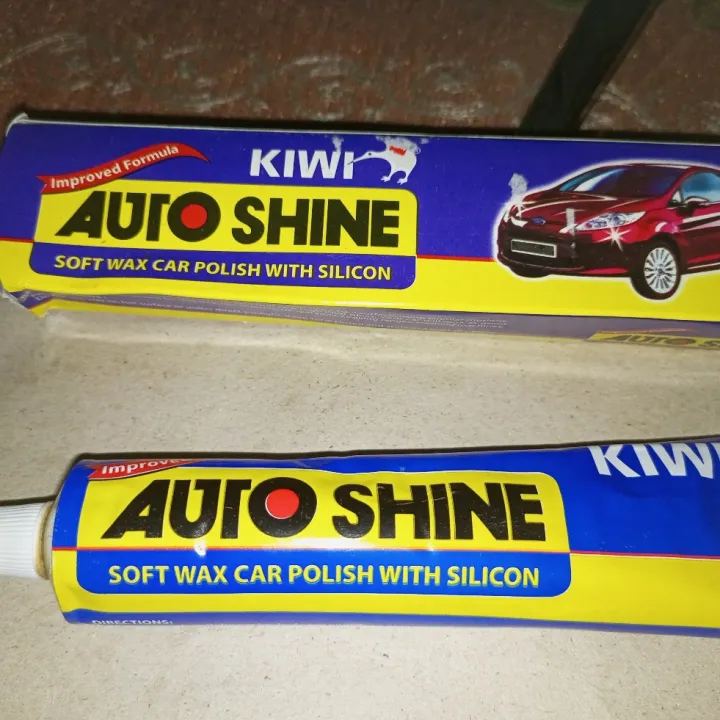 Improved Formula
KIWI
AUTO SHINE
SOFT WAX CAR POLISH WITH SILICON
AUTO SHINE
KIWI
AUTO SHINE
SOFT WAX CAR POLISH WITH SILICON
DIRECTIONS: